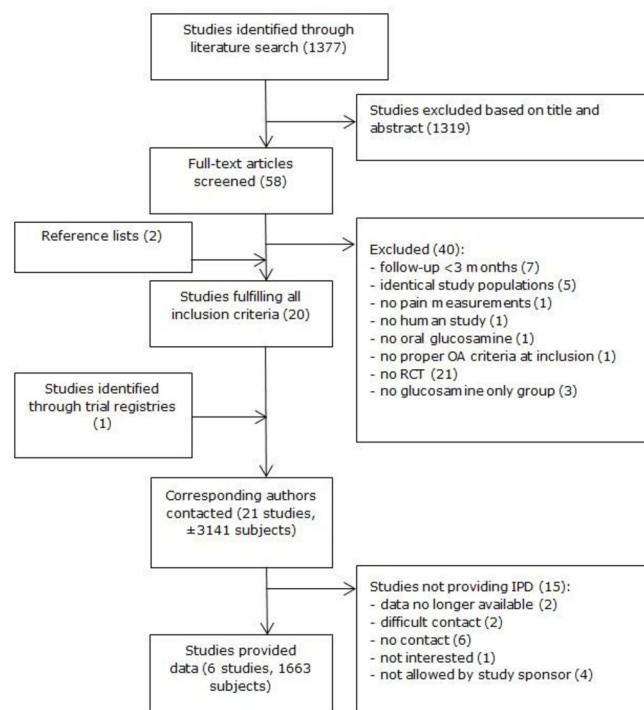 Studies identified through
literature search (1377)
Studies excluded based on title and
abstract (1319)
Full-text articles
screened (58)
Reference lists (2)
Excluded (40):
- follow-up <3 months (7)
- identical study populations (5)
- no pain measurements (1)
- no human study (1)
- no oral glucosamine (1)
- no proper OA criteria at inclusion (1)
- no RCT (21)
- no glucosamine only group (3)
Studies fulfilling all
inclusion criteria (20)
Studies identified
through trial registries
(1)
Corresponding authors
contacted (21 studies,
±3141 subjects)
Studies not providing IPD (15):
- data no longer available (2)
- difficult contact (2)
- no contact (6)
- not interested (1)
- not allowed by study sponsor (4)
Studies provided
data (6 studies, 1663
subjects)